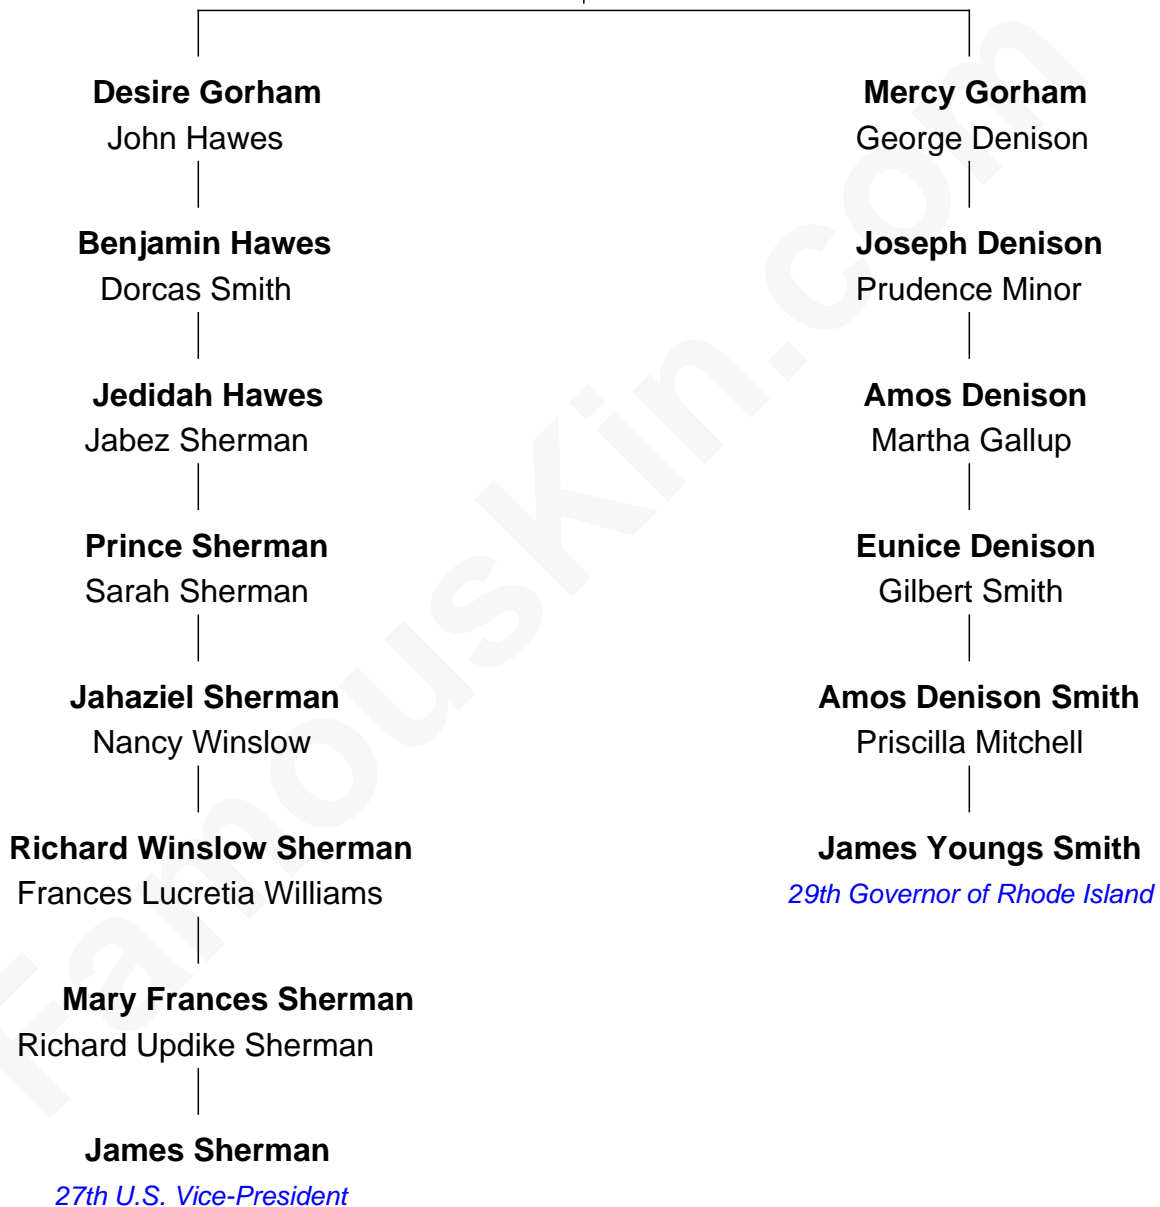 Desire Gorham
John Hawes
Benjamin Hawes
Dorcas Smith
Jedidah Hawes
Jabez Sherman
Prince Sherman
Sarah Sherman
Jahaziel Sherman
Nancy Winslow
Richard Winslow Sherman
Frances Lucretia Williams
Mary Frances Sherman
Richard Updike Sherman
James Sherman
27th U.S. Vice-President
Mercy Gorham
George Denison
Joseph Denison
Prudence Minor
Amos Denison
Martha Gallup
Eunice Denison
Gilbert Smith
Amos Denison Smith
Priscilla Mitchell
James Youngs Smith
29th Governor of Rhode Island
FamousKin.com